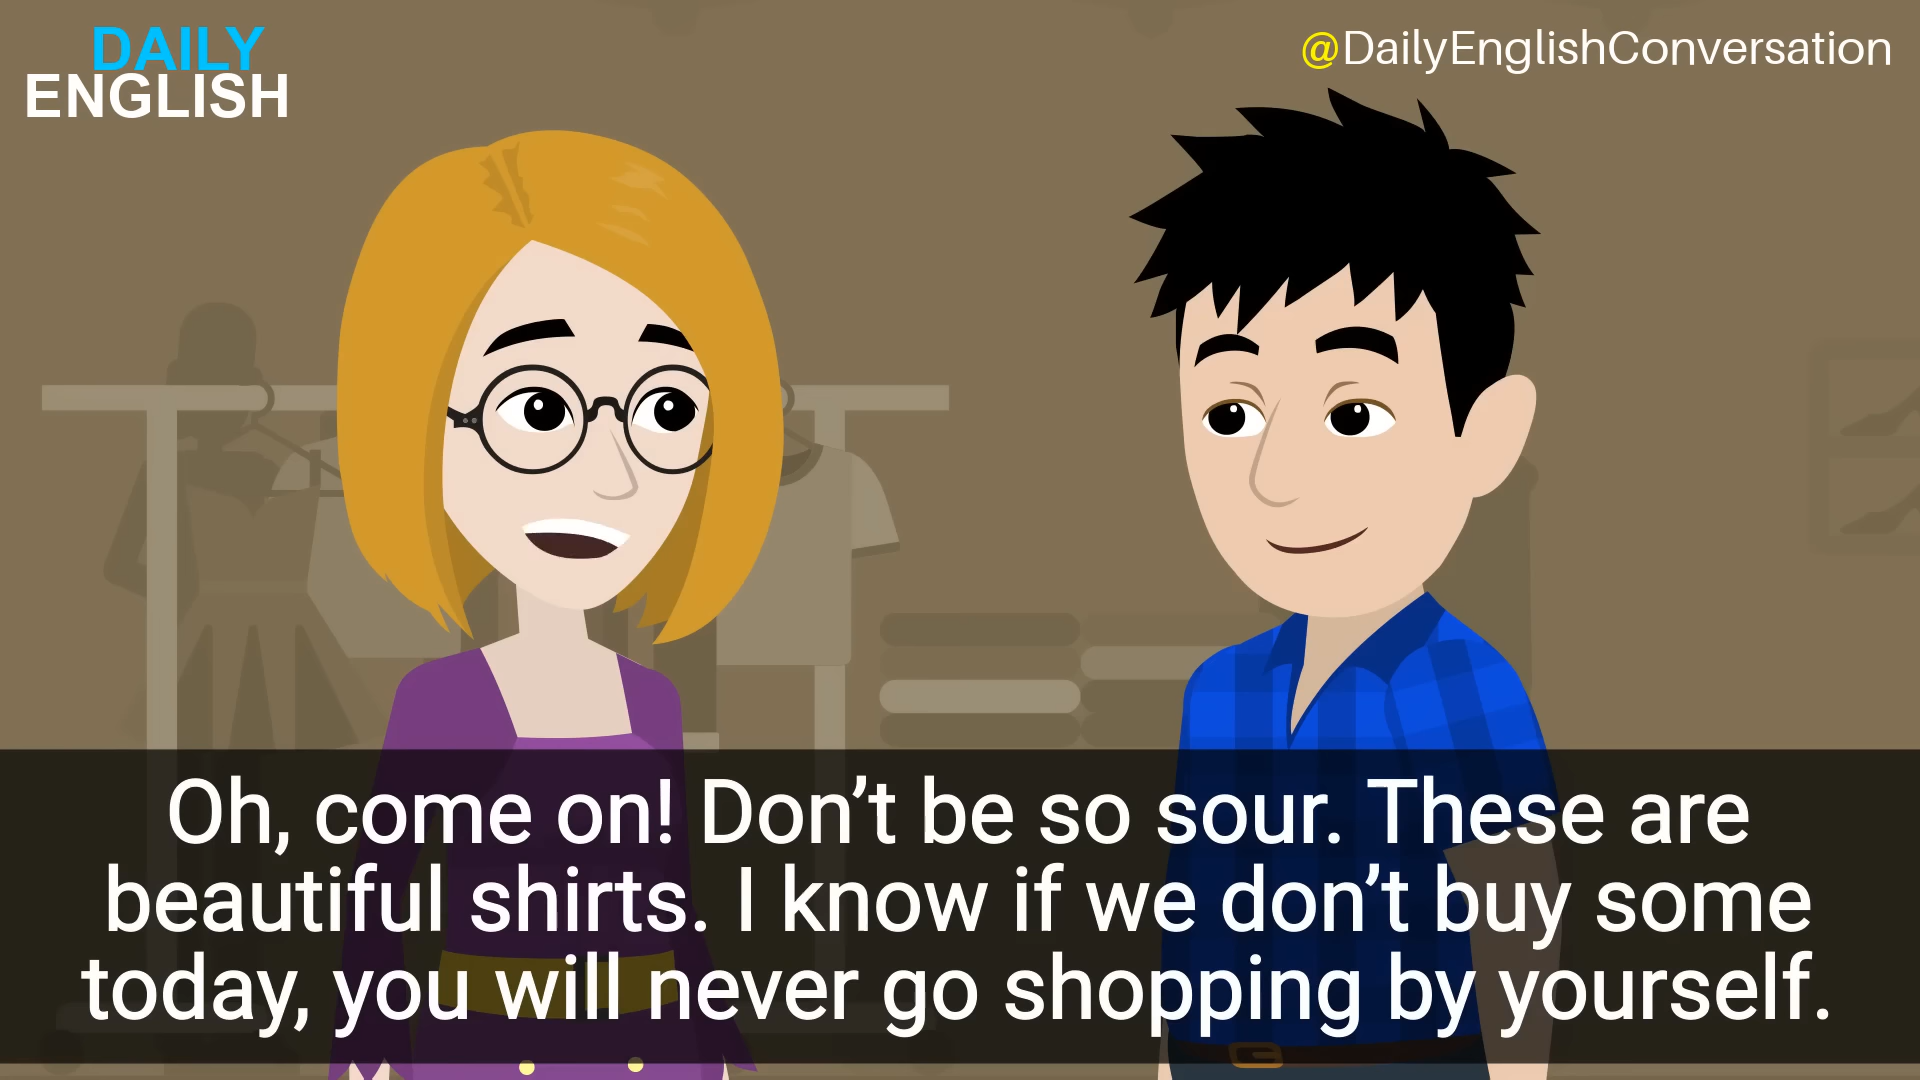 DAILY
ENGLISH
@DailyEnglishConversation
Oh, come on! Don’t be so sour. These are
beautiful shirts. I know if we don’t buy some
today, you will never go shopping by yourself.